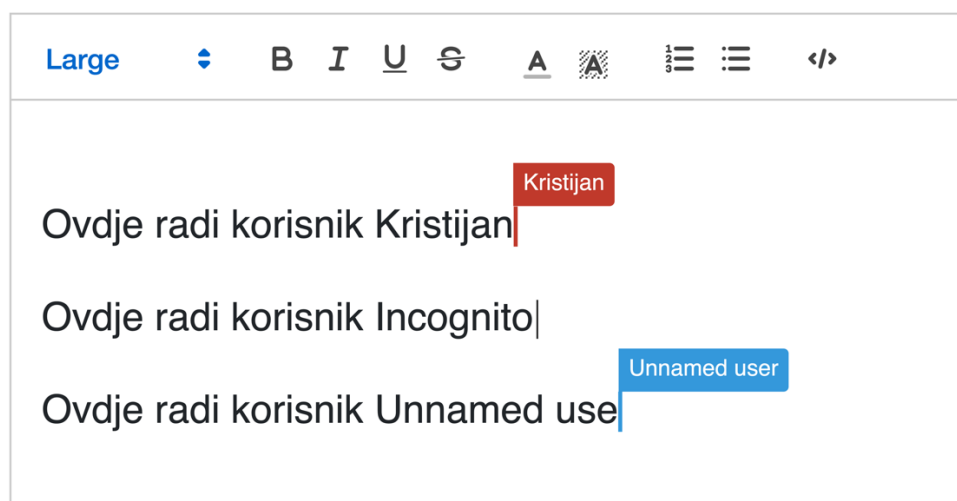 Large B I U S A A </>
Kristijan
Ovdje radi korisnik Kristijan
Ovdje radi korisnik Incognito
Unnamed user
Ovdje radi korisnik Unnamed use